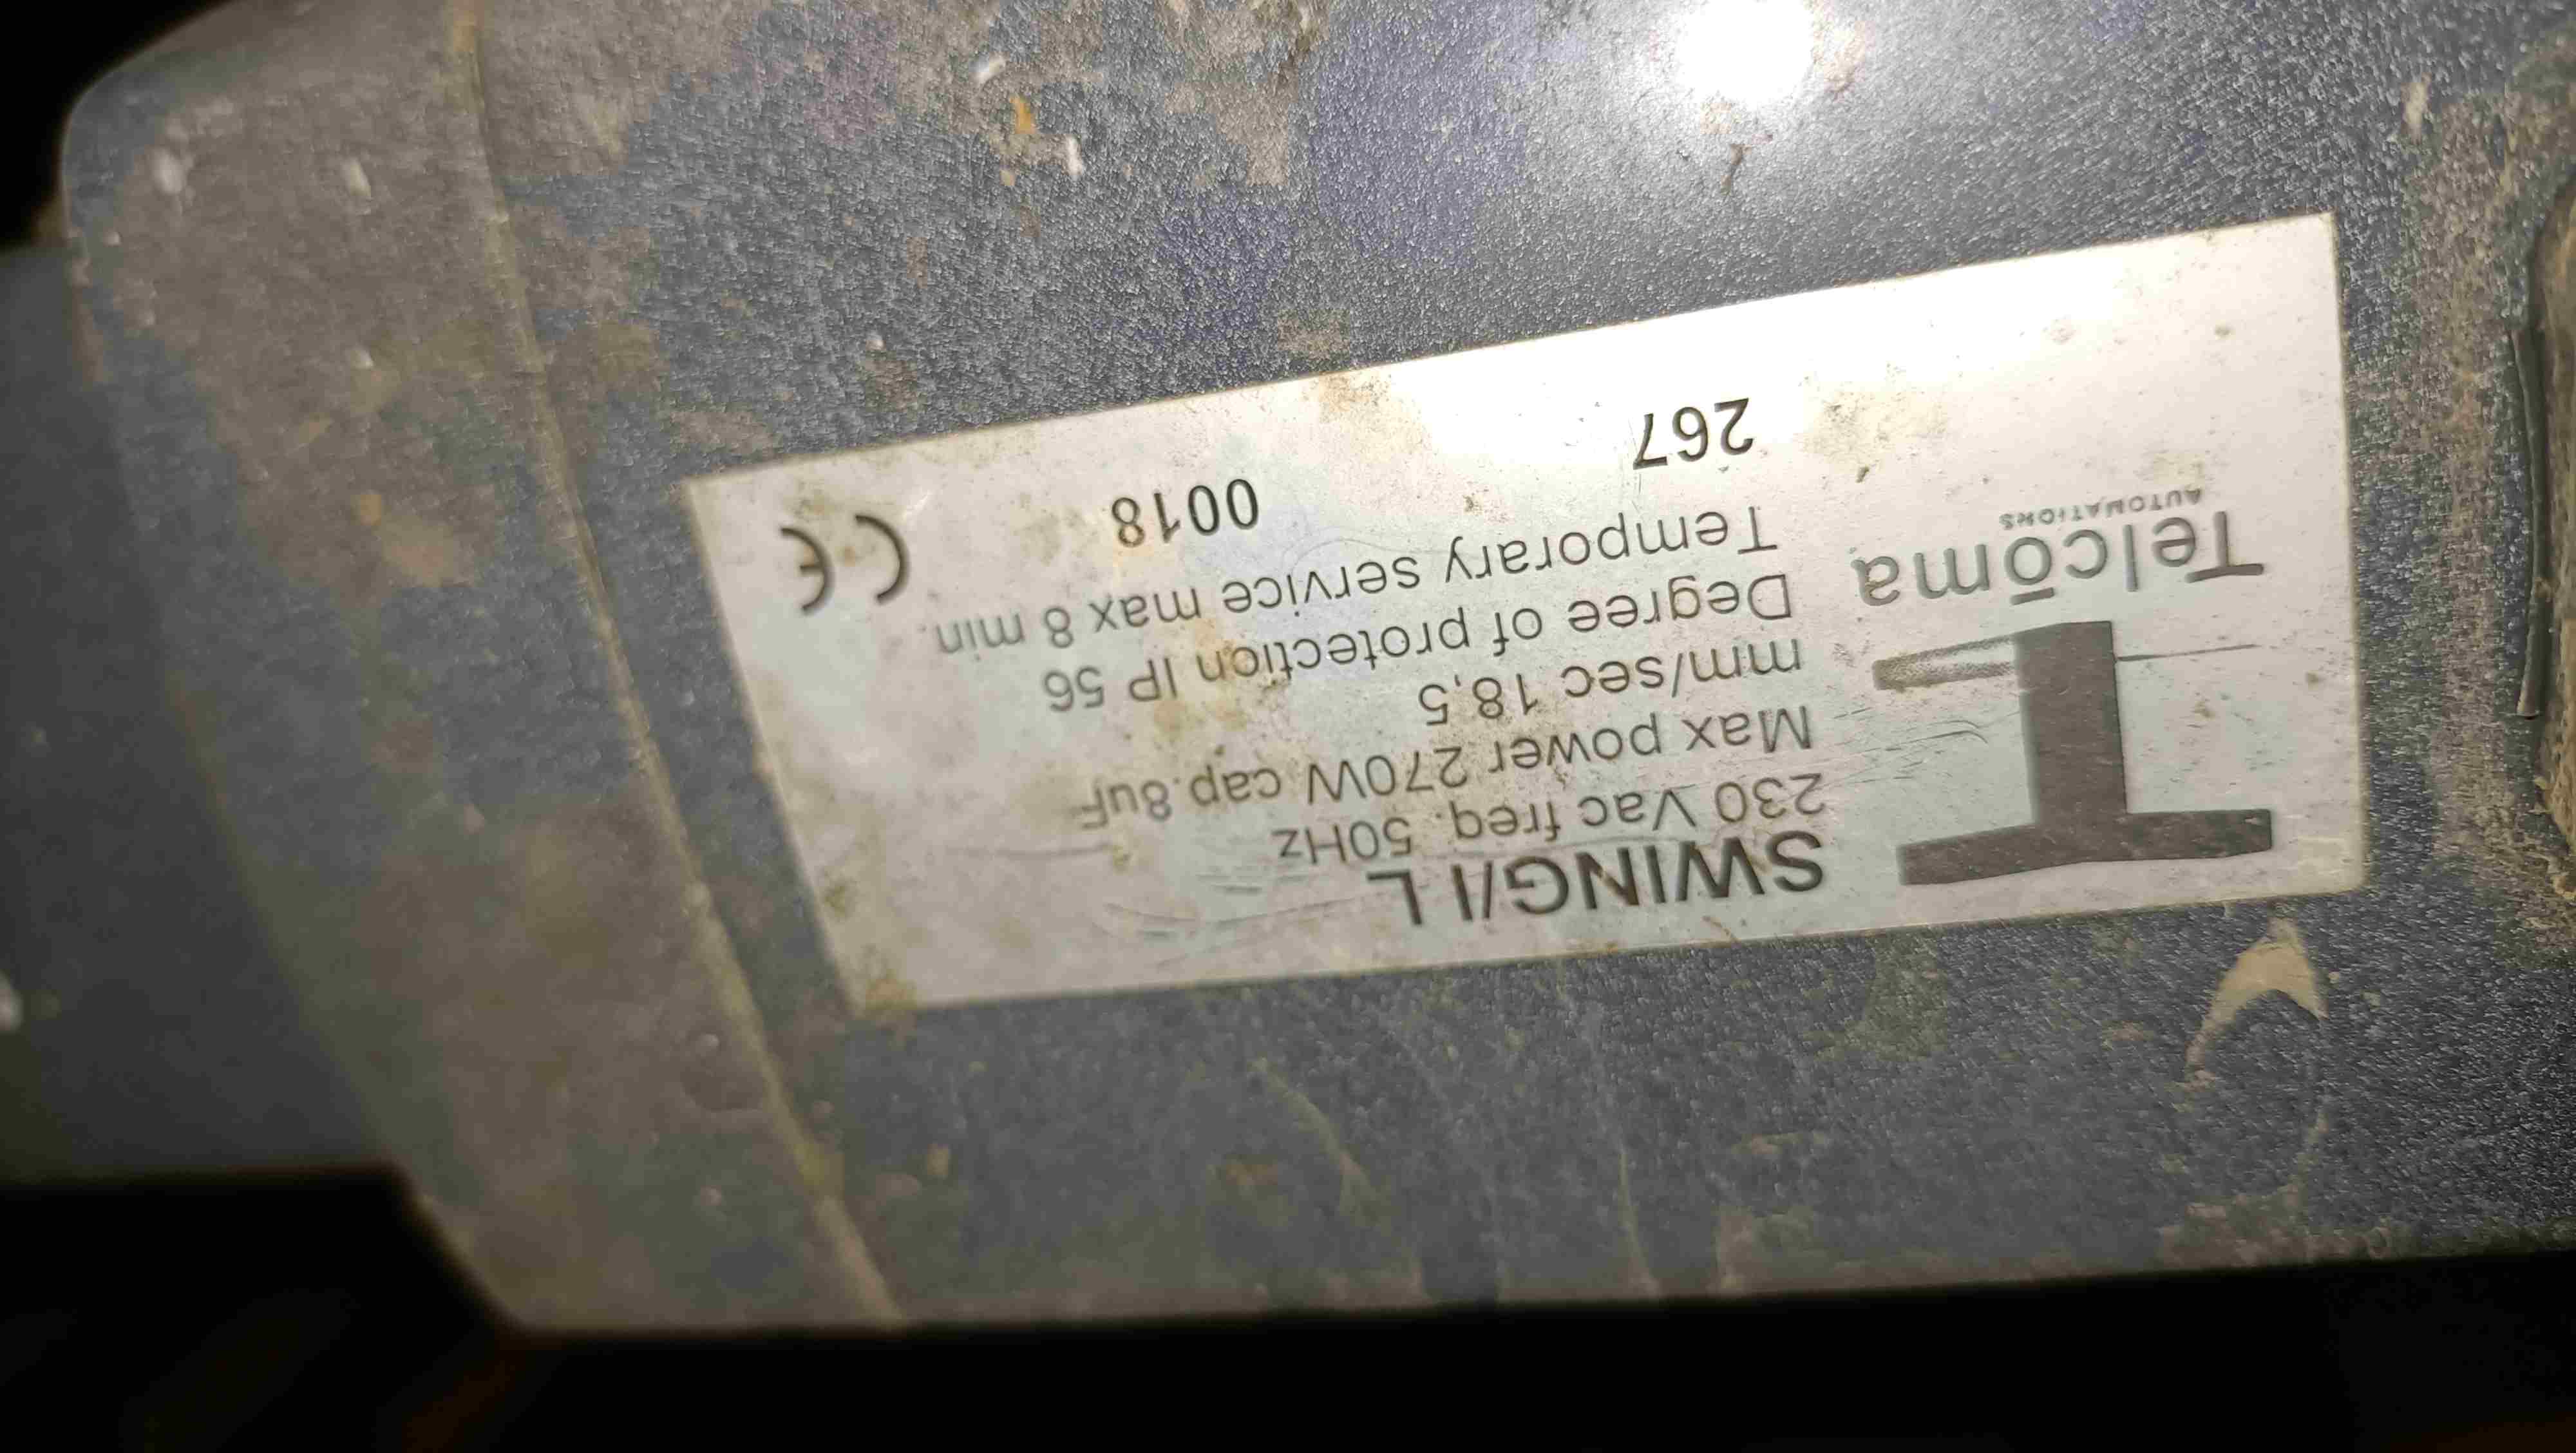 SWING/I L
230 Vac freq. 50Hz
Max power 270W cap.8uF
mm/sec 18,5
Degree of protection IP 56
Temporary service max 8 min.
267 0018
CE
Telcoma
AUTOMATIONS